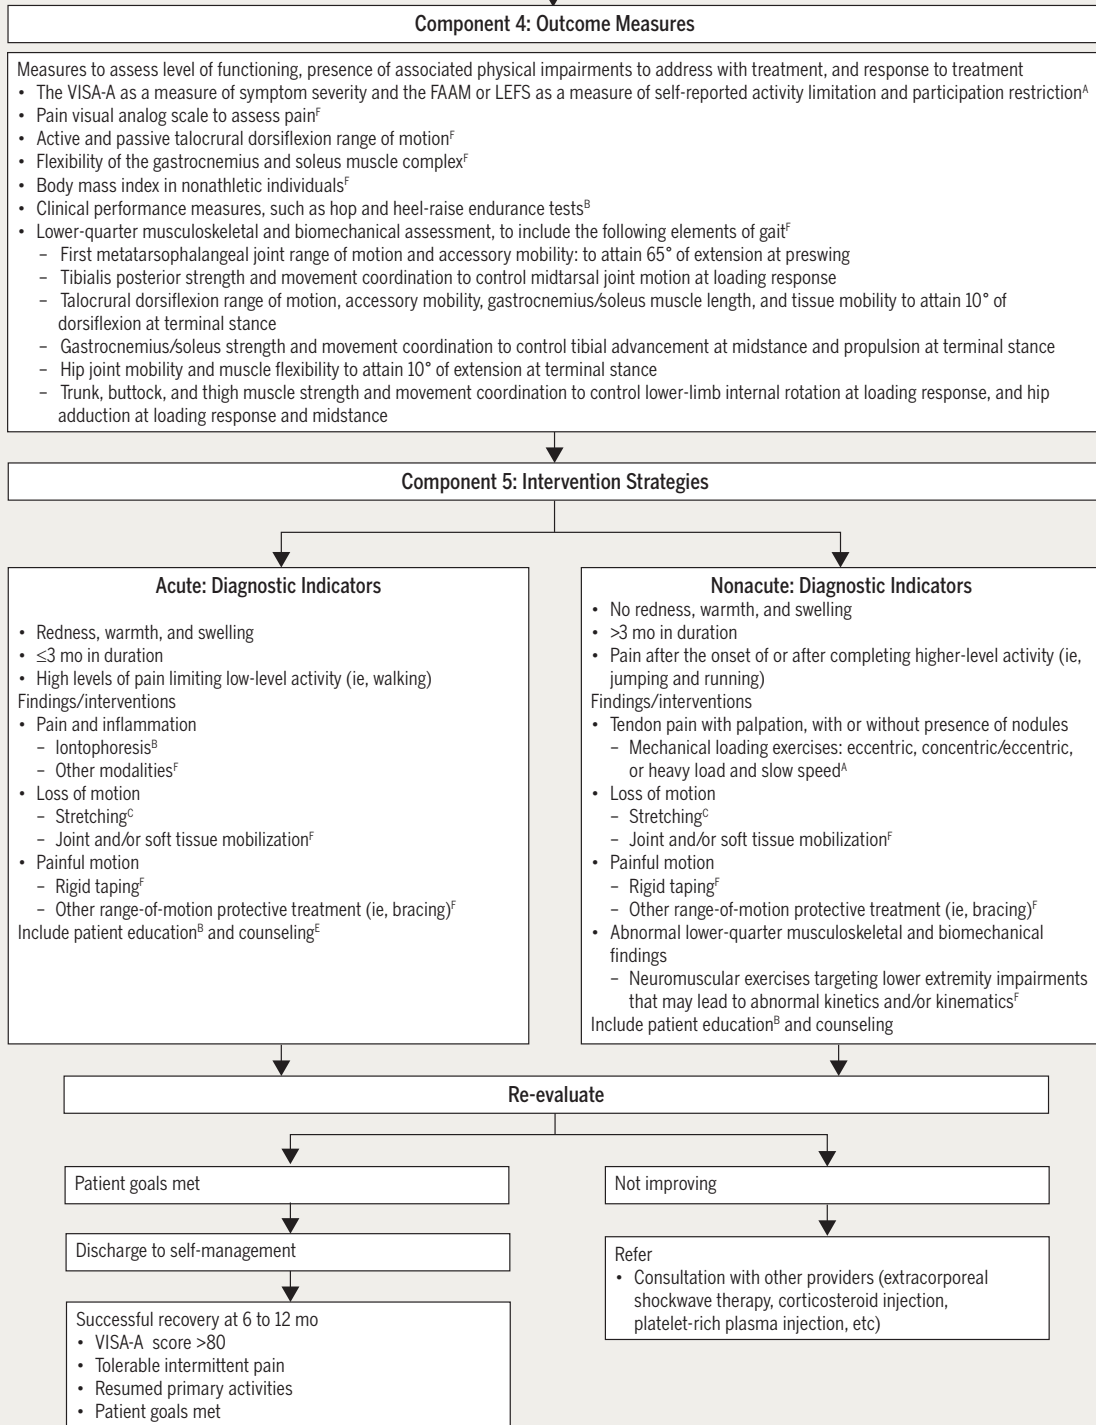 Component 4: Outcome Measures
Measures to assess level of functioning, presence of associated physical impairments to address with treatment, and response to treatment
• The VISA-A as a measure of symptom severity and the FAAM or LEFS as a measure of self-reported activity limitation and participation restrictionA
• Pain visual analog scale to assess painF
• Active and passive talocrural dorsiflexion range of motionF
• Flexibility of the gastrocnemius and soleus muscle complexF
• Body mass index in nonathletic individualsF
• Clinical performance measures, such as hop and heel-raise endurance testsB
• Lower-quarter musculoskeletal and biomechanical assessment, to include the following elements of gaitF
– First metatarsophalangeal joint range of motion and accessory mobility: to attain 65° of extension at preswing
– Tibialis posterior strength and movement coordination to control midtarsal joint motion at loading response
– Talocrural dorsiflexion range of motion, accessory mobility, gastrocnemius/soleus muscle length, and tissue mobility to attain 10° of
dorsiflexion at terminal stance
– Gastrocnemius/soleus strength and movement coordination to control tibial advancement at midstance and propulsion at terminal stance
– Hip joint mobility and muscle flexibility to attain 10° of extension at terminal stance
– Trunk, buttock, and thigh muscle strength and movement coordination to control lower-limb internal rotation at loading response, and hip
adduction at loading response and midstance
Component 5: Intervention Strategies
Acute: Diagnostic Indicators
• Redness, warmth, and swelling
• ≤3 mo in duration
• High levels of pain limiting low-level activity (ie, walking)
Findings/interventions
• Pain and inflammation
– IontophoresisB
– Other modalitiesF
• Loss of motion
– StretchingC
– Joint and/or soft tissue mobilizationF
• Painful motion
– Rigid tapingF
– Other range-of-motion protective treatment (ie, bracing)F
Include patient educationB and counselingE
Nonacute: Diagnostic Indicators
• No redness, warmth, and swelling
• >3 mo in duration
• Pain after the onset of or after completing higher-level activity (ie,
jumping and running)
Findings/interventions
• Tendon pain with palpation, with or without presence of nodules
– Mechanical loading exercises: eccentric, concentric/eccentric,
or heavy load and slow speedA
• Loss of motion
– StretchingC
– Joint and/or soft tissue mobilizationF
• Painful motion
– Rigid tapingF
– Other range-of-motion protective treatment (ie, bracing)F
• Abnormal lower-quarter musculoskeletal and biomechanical
findings
– Neuromuscular exercises targeting lower extremity impairments
that may lead to abnormal kinetics and/or kinematicsF
Include patient educationB and counseling
Re-evaluate
Patient goals met
Discharge to self-management
Successful recovery at 6 to 12 mo
• VISA-A score >80
• Tolerable intermittent pain
• Resumed primary activities
• Patient goals met
Not improving
Refer
• Consultation with other providers (extracorporeal
shockwave therapy, corticosteroid injection,
platelet-rich plasma injection, etc)